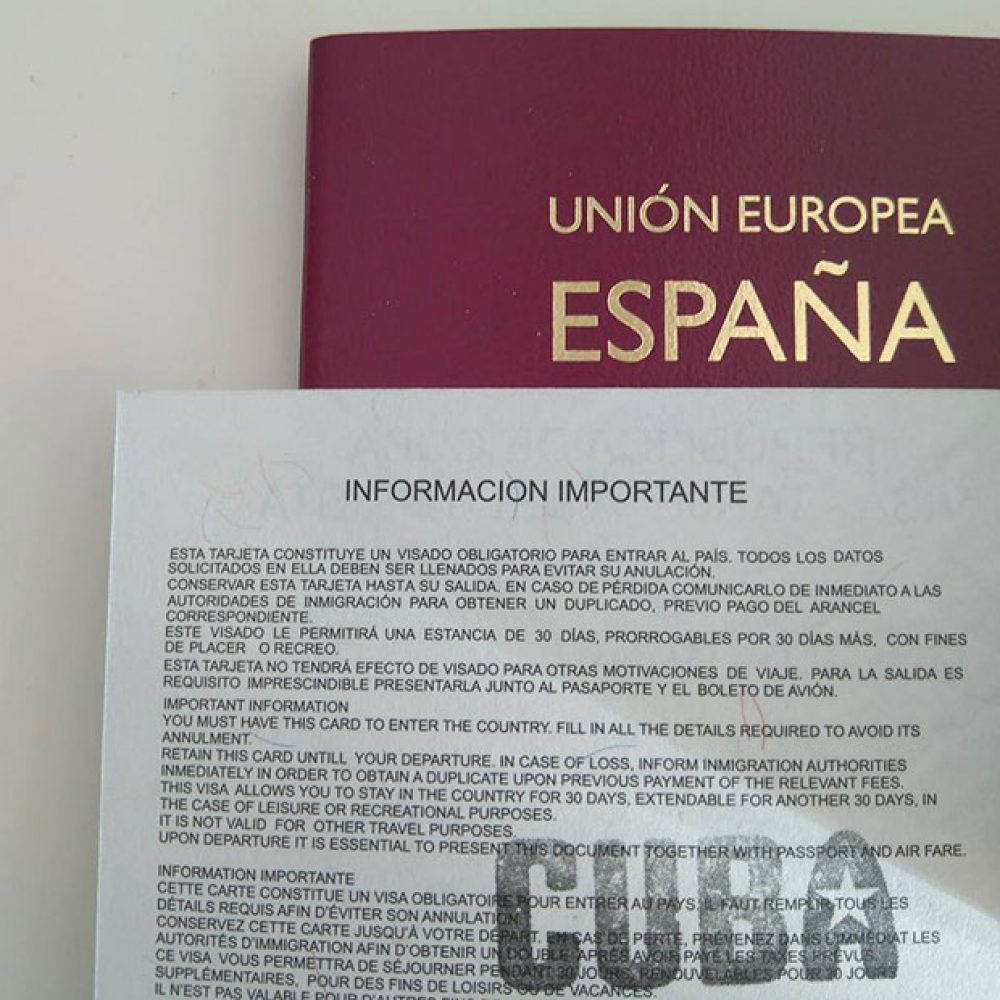 UNIÓN EUROPEA
ESPAÑA
INFORMACION IMPORTANTE
ESTA TARJETA CONSTITUYE UN VISADO OBLIGATORIO PARA ENTRAR AL PAÍS. TODOS LOS DATOS
SOLICITADOS EN ELLA DEBEN SER LLENADOS PARA EVITAR SU ANULACIÓN.
CONSERVAR ESTA TARJETA HASTA SU SALIDA. EN CASO DE PÉRDIDA COMUNICARLO DE INMEDIATO A LAS
AUTORIDADES DE INMIGRACIÓN PARA OBTENER UN DUPLICADO, PREVIO PAGO DEL ARANCEL
CORRESPONDIENTE.
ESTE VISADO LE PERMITIRÁ UNA ESTANCIA DE 30 DÍAS, PRORROGABLES POR 30 DÍAS MÁS, CON FINES
DE PLACER O RECREO.
ESTA TARJETA NO TENDRÁ EFECTO DE VISADO PARA OTRAS MOTIVACIONES DE VIAJE. PARA LA SALIDA ES
REQUISITO IMPRESCINDIBLE PRESENTARLA JUNTO AL PASAPORTE Y EL BOLETO DE AVIÓN.
IMPORTANT INFORMATION
YOU MUST HAVE THIS CARD TO ENTER THE COUNTRY. FILL IN ALL THE DETAILS REQUIRED TO AVOID ITS
ANNULMENT.
RETAIN THIS CARD UNTILL YOUR DEPARTURE. IN CASE OF LOSS, INFORM INMIGRATION AUTHORITIES
INMEDIATELY IN ORDER TO OBTAIN A DUPLICATE UPON PREVIOUS PAYMENT OF THE RELEVANT FEES.
THIS VISA ALLOWS YOU TO STAY IN THE COUNTRY FOR 30 DAYS, EXTENDABLE FOR ANOTHER 30 DAYS, IN
THE CASE OF LEISURE OR RECREATIONAL PURPOSES.
IT IS NOT VALID FOR OTHER TRAVEL PURPOSES.
UPON DEPARTURE IT IS ESSENTIAL TO PRESENT THIS DOCUMENT TOGETHER WITH PASSPORT AND AIR FARE.
CUBA
INFORMATION IMPORTANTE
CETTE CARTE CONSTITUE UN VISA OBLIGATOIRE POUR ENTRER AU PAYS. IL FAUT REMPLIR TOUS LES
DÉTAILS REQUIS AFIN D'ÉVITER SON ANNULATION.
CONSERVEZ CETTE CARTE JUSQU'À VOTRE DÉPART. EN CAS DE PERTE, PRÉVENEZ DANS L'IMMÉDIAT LES
AUTORITÉS D'IMMIGRATION AFIN D'OBTENIR UN DOUBLE APRÈS AVOIR PAYÉ LES TAXES PRÉVUS.
CE VISA VOUS PERMETTRA DE SÉJOURNER PENDANT 30 JOURS, RENOUVELABLES POUR 30 JOURS
SUPPLÉMENTAIRES, POUR DES FINS DE LOISIRS OU DE VACANCES.
IL N'EST PAS VALABLE POUR D'AUTRES FINS DE